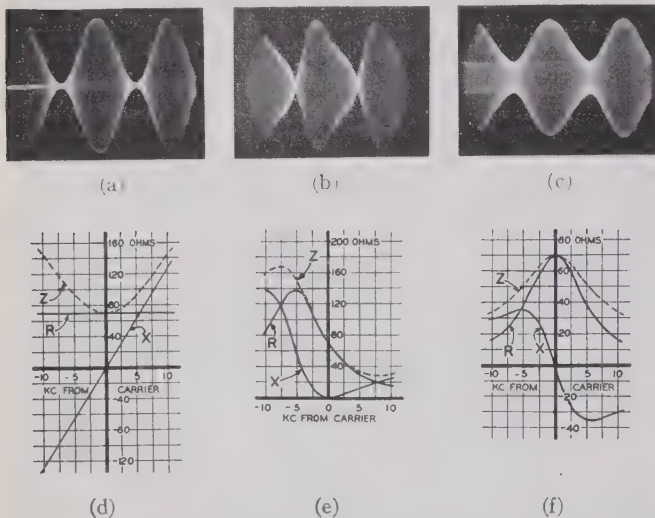 (a)
(b)
(c)
160 OHMS
120
80
40
Z
R
X
-10
-5
0
5
10
KC FROM
CARRIER
-40
-80
-120
(d)
200 OHMS
160
120
80
40
Z
R
X
-10
-5
0
5
10
KC FROM CARRIER
(e)
80 OHMS
60
40
20
Z
R
X
-10
-5
0
5
10
KC FROM
CARRIER
-20
-40
(f)